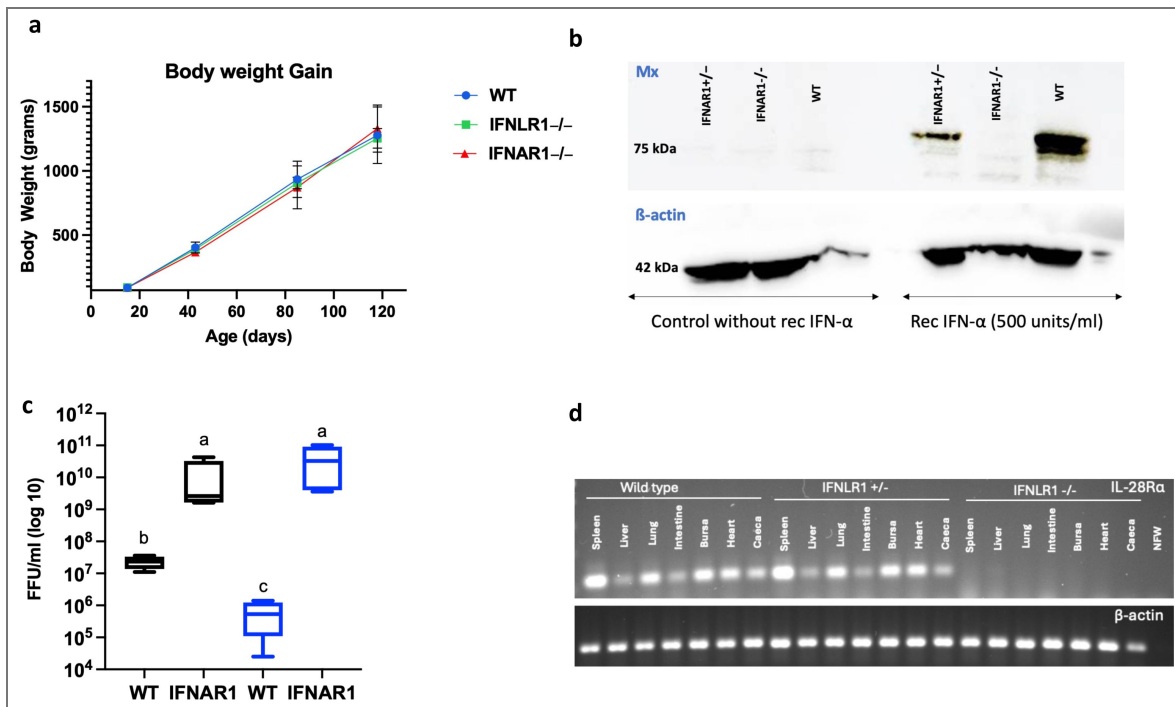 a
Body weight Gain
Body Weight (grams)
1500
1000
500
0
20
40
60
80
100
120
Age (days)
WT
IFNLR1–/–
IFNAR1–/–
b
Mx
IFNAR1+/–
IFNAR1-/-
WT
IFNAR1+/–
IFNAR1-/-
WT
75 kDa
ß-actin
42 kDa
Control without rec IFN-α
Rec IFN-α (500 units/ml)
c
FFU/ml (log 10)
10^12
10^11
10^10
10^9
10^8
10^7
10^6
10^5
10^4
b
a
c
a
WT IFNAR1 WT IFNAR1
d
Wild type
IFNLR1 +/-
IFNLR1 -/-
IL-28Rα
Spleen
Liver
Lung
Intestine
Bursa
Heart
Caeca
Spleen
Liver
Lung
Intestine
Bursa
Heart
Caeca
Spleen
Liver
Lung
Intestine
Bursa
Heart
Caeca
NFW
β-actin